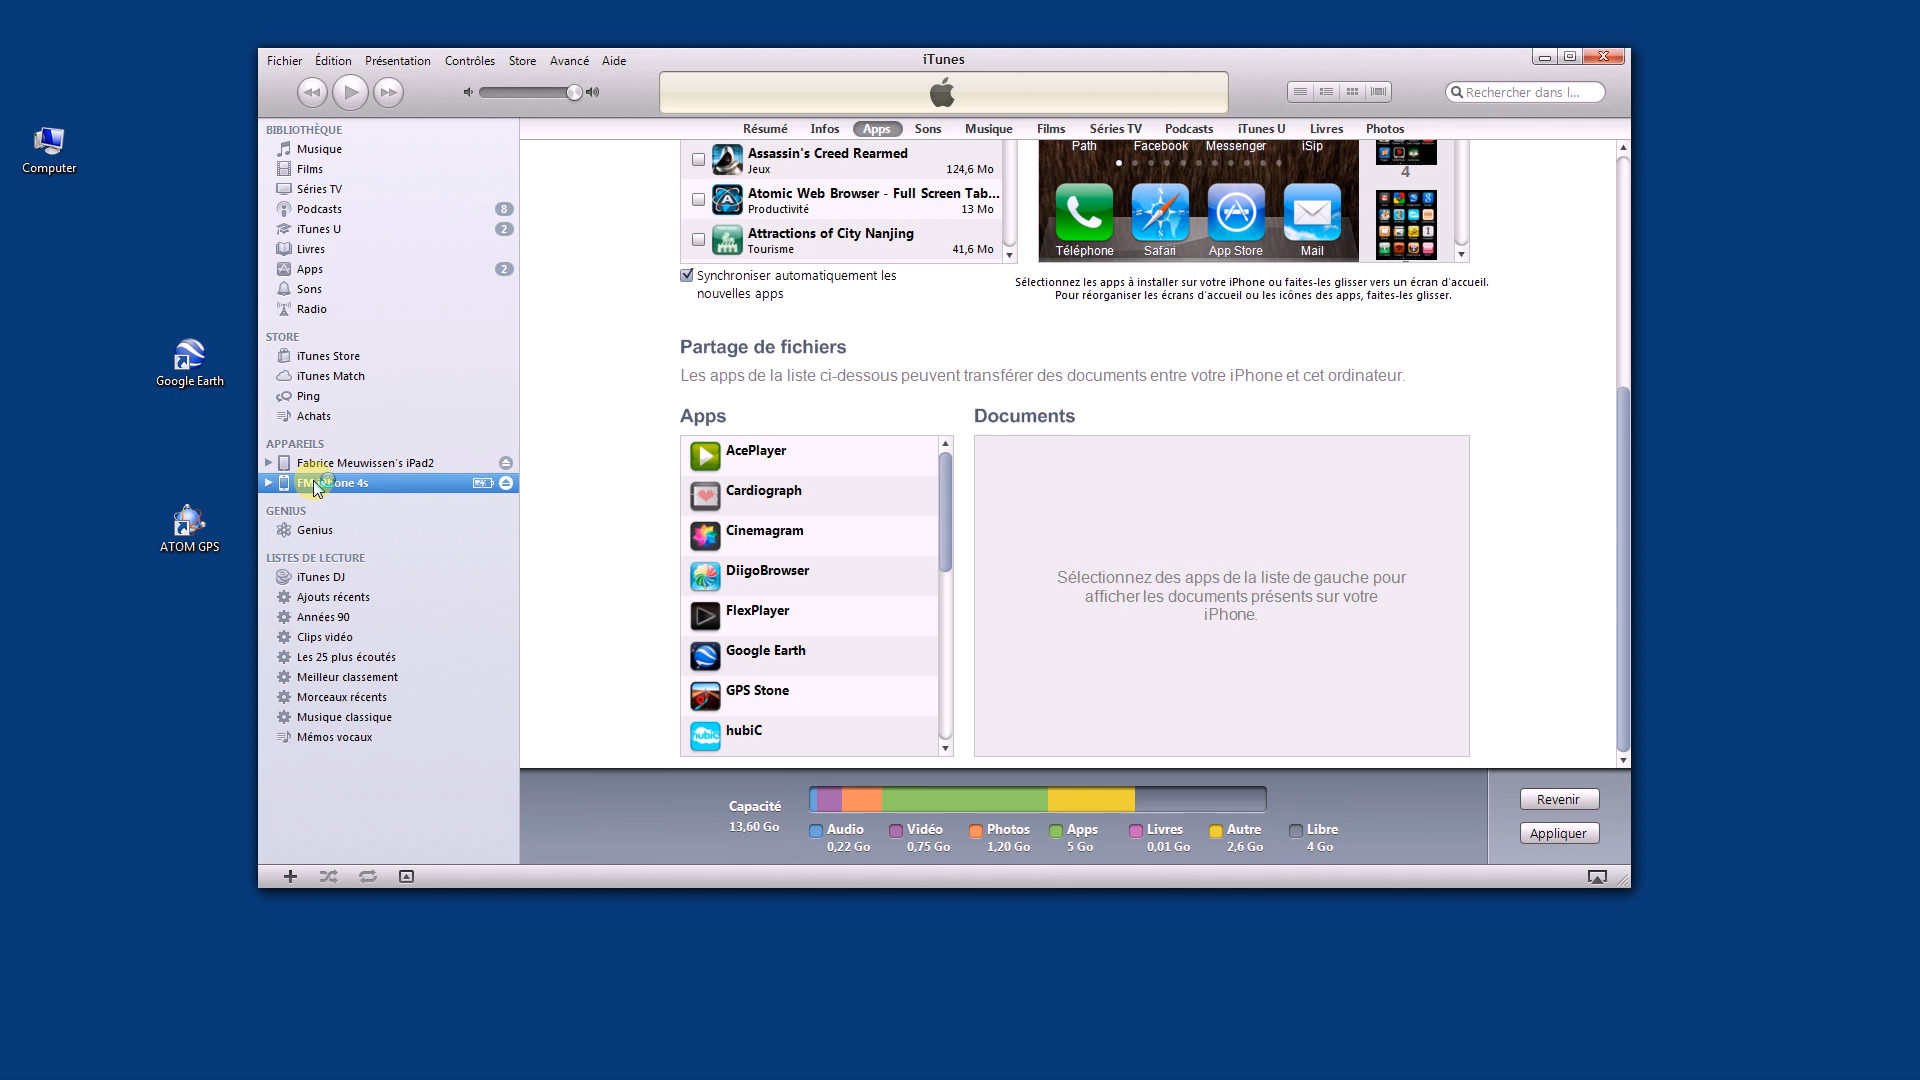 iTunes
Fichier Édition Présentation Contrôles Store Avancé Aide
Rechercher dans l...
Computer
Google Earth
ATOM GPS
BIBLIOTHÈQUE
Musique
Films
Séries TV
Podcasts 8
iTunes U 2
Livres
Apps 2
Sons
Radio
STORE
iTunes Store
iTunes Match
Ping
Achats
APPAREILS
Fabrice Meuwissen's iPad2
GENIUS
Genius
LISTES DE LECTURE
iTunes DJ
Ajouts récents
Années 90
Clips vidéo
Les 25 plus écoutés
Meilleur classement
Morceaux récents
Musique classique
Mémos vocaux
Résumé Infos Apps Sons Musique Films Séries TV Podcasts iTunes U Livres Photos
Assassin's Creed Rearmed
Jeux 124,6 Mo
Atomic Web Browser - Full Screen Tab...
Productivité 13 Mo
Attractions of City Nanjing
Tourisme 41,6 Mo
Synchroniser automatiquement les
nouvelles apps
Path Facebook Messenger iSip
Téléphone Safari App Store Mail
4
Sélectionnez les apps à installer sur votre iPhone ou faites-les glisser vers un écran d'accueil.
Pour réorganiser les écrans d'accueil ou les icônes des apps, faites-les glisser.
Partage de fichiers
Les apps de la liste ci-dessous peuvent transférer des documents entre votre iPhone et cet ordinateur.
Apps
AcePlayer
Cardiograph
Cinemagram
DiigoBrowser
FlexPlayer
Google Earth
GPS Stone
hubiC
hubiC
Documents
Sélectionnez des apps de la liste de gauche pour
afficher les documents présents sur votre
iPhone.
Capacité
13,60 Go
Audio
0,22 Go
Vidéo
0,75 Go
Photos
1,20 Go
Apps
5 Go
Livres
0,01 Go
Autre
2,6 Go
Libre
4 Go
Revenir
Appliquer